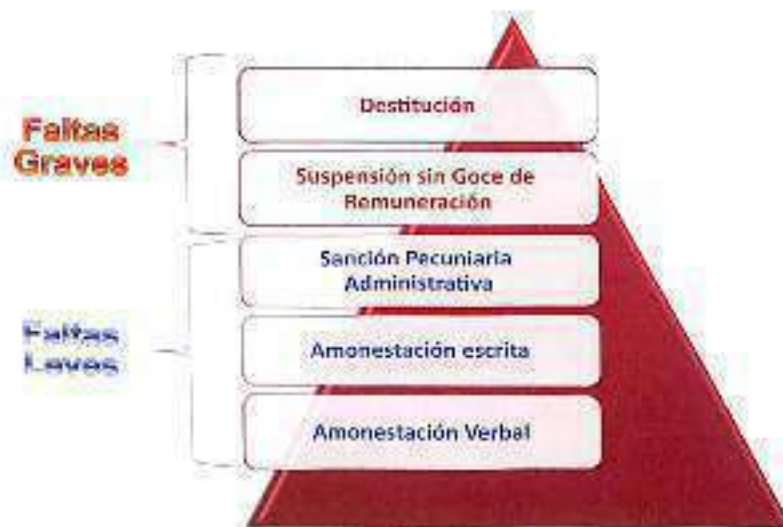 Faltas
Graves
Destitución
Suspensión sin Goce de
Remuneración
Faltas
Leves
Sanción Pecuniaria
Administrativa
Amonestación escrita
Amonestación Verbal